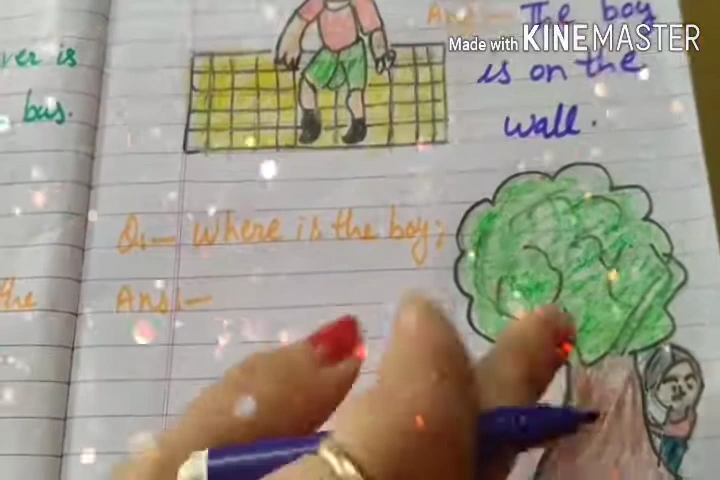 Made with KINEMASTER
Ans:- The boy
is on the
wall.
ver is
bus.
Q:- Where is the boy;
the
Ans:-